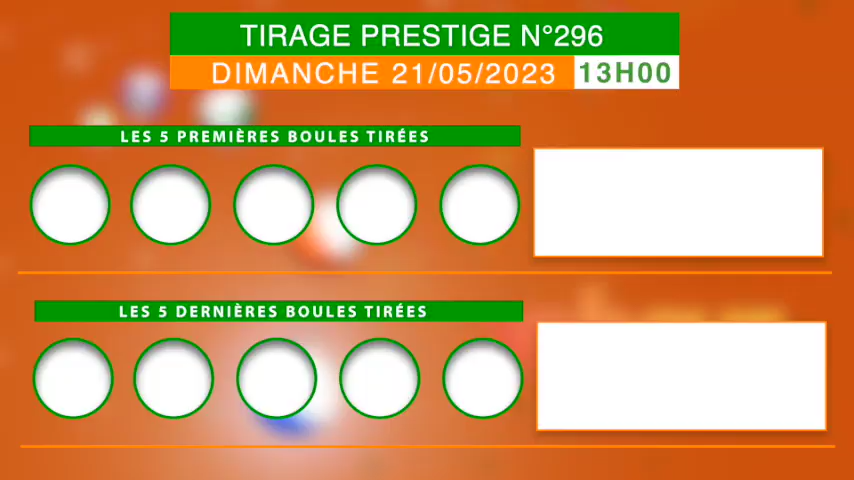 TIRAGE PRESTIGE N°296
DIMANCHE 21/05/2023 13H00
LES 5 PREMIÈRES BOULES TIRÉES
LES 5 DERNIÈRES BOULES TIRÉES